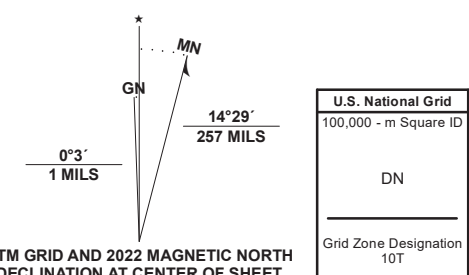 ★
MN
GN
14°29´
257 MILS
0°3´
1 MILS
TM GRID AND 2022 MAGNETIC NORTH
DECLINATION AT CENTER OF SHEET
U.S. National Grid
100,000 - m Square ID
DN
Grid Zone Designation
10T